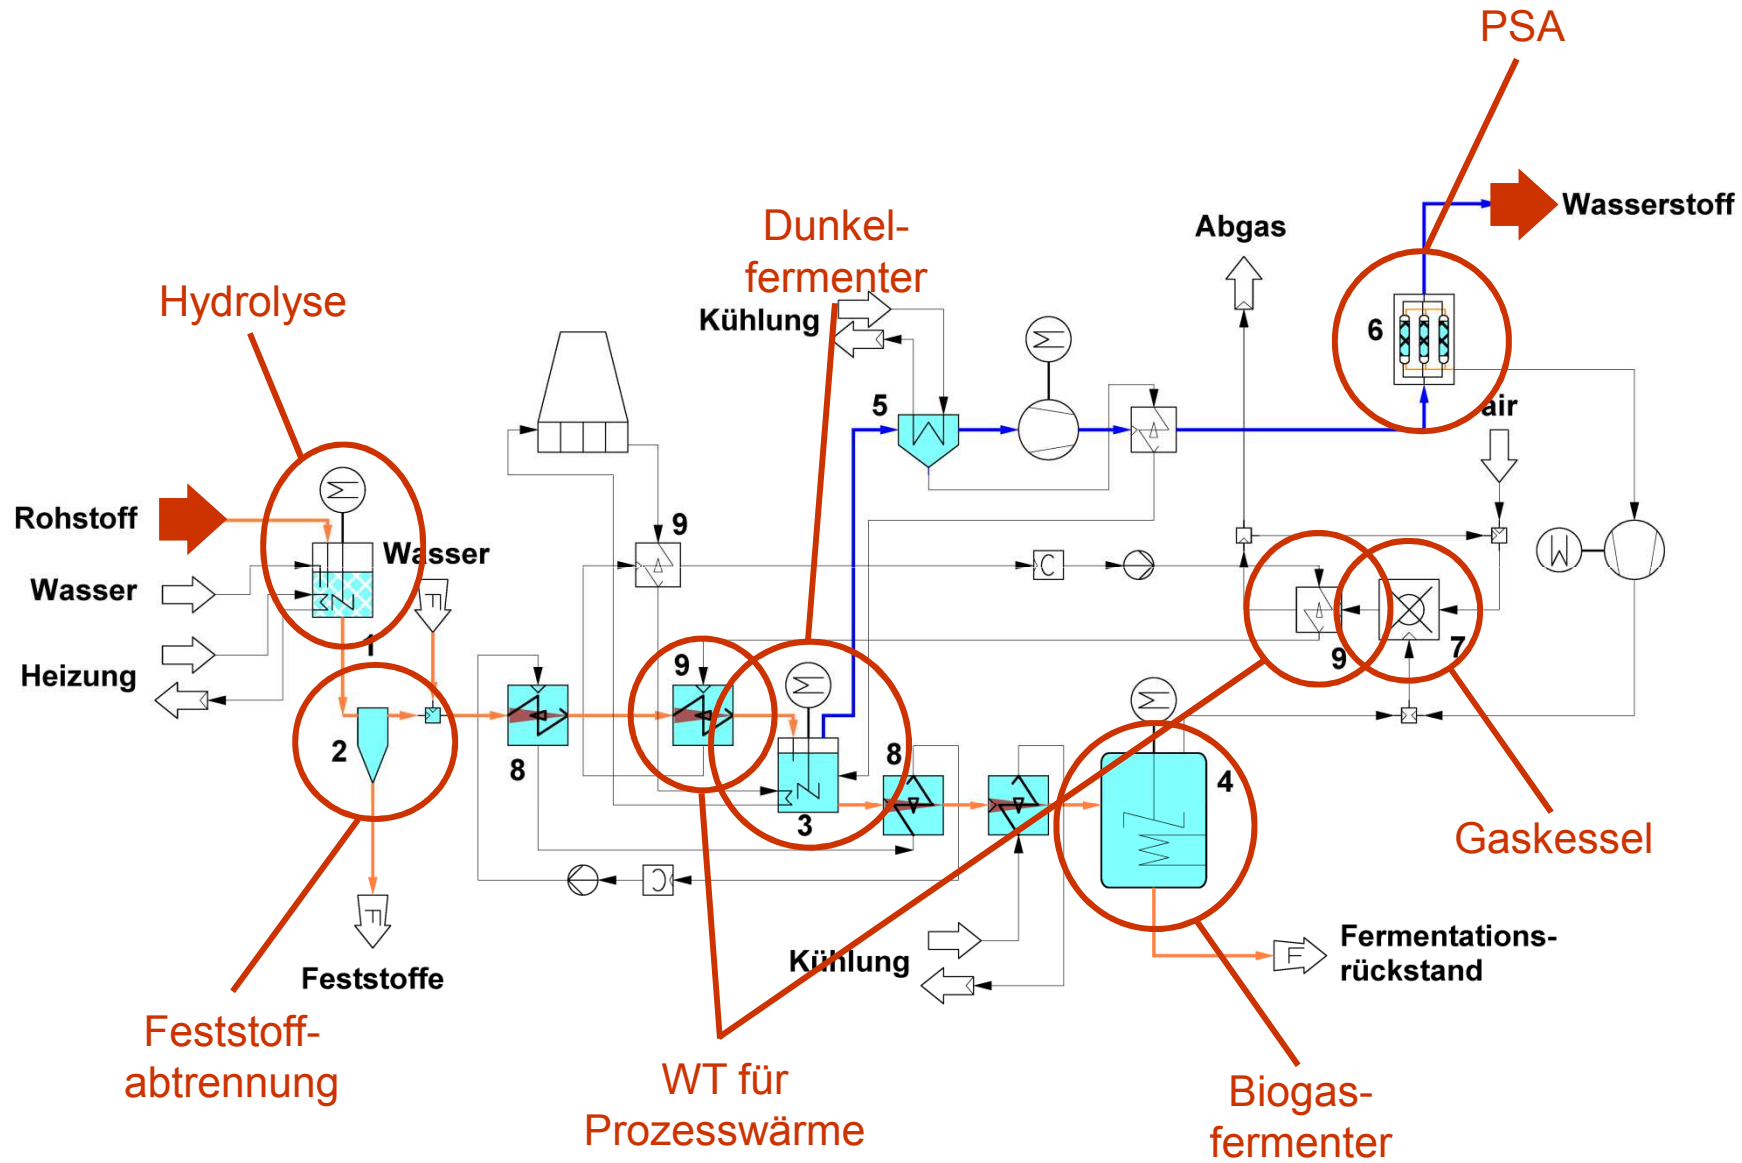 PSA
Wasserstoff
Dunkel-
fermenter
Abgas
Hydrolyse
Kühlung
6
5
air
Rohstoff
9
Wasser
Wasser
1
Heizung
9
9
7
2
8
8
4
3
Gaskessel
Kühlung
Fermentations-
rückstand
Feststoffe
Feststoff-
abtrennung
WT für
Prozesswärme
Biogas-
fermenter
M
M
M
M
M
C
C
F
F
F